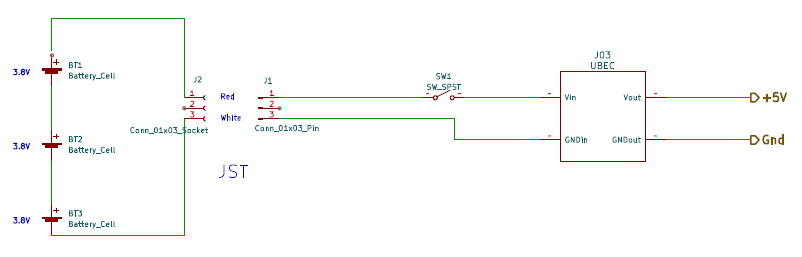 3.8V
BT1
Battery_Cell
3.8V
BT2
Battery_Cell
3.8V
BT3
Battery_Cell
J2
1
2
3
Conn_01x03_Socket
Red
White
JST
J1
1
2
3
Conn_01x03_Pin
SW1
SW_SPST
J03
UBEC
Vin
Vout
GNDin
GNDout
+5V
Gnd